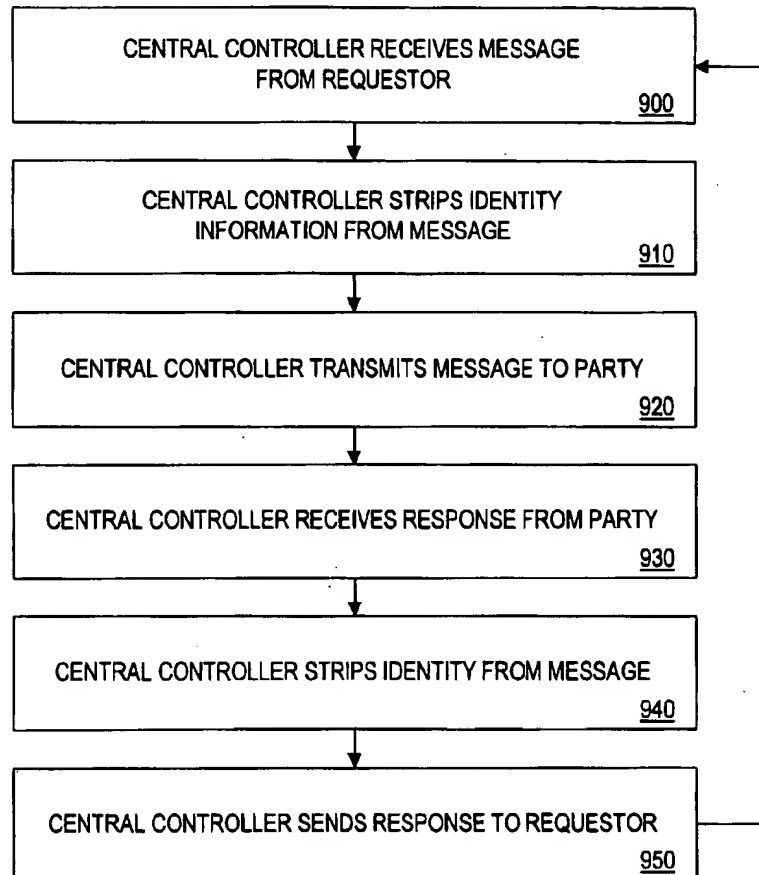 CENTRAL CONTROLLER RECEIVES MESSAGE
FROM REQUESTOR
900
CENTRAL CONTROLLER STRIPS IDENTITY
INFORMATION FROM MESSAGE
910
CENTRAL CONTROLLER TRANSMITS MESSAGE TO PARTY
920
CENTRAL CONTROLLER RECEIVES RESPONSE FROM PARTY
930
CENTRAL CONTROLLER STRIPS IDENTITY FROM MESSAGE
940
CENTRAL CONTROLLER SENDS RESPONSE TO REQUESTOR
950